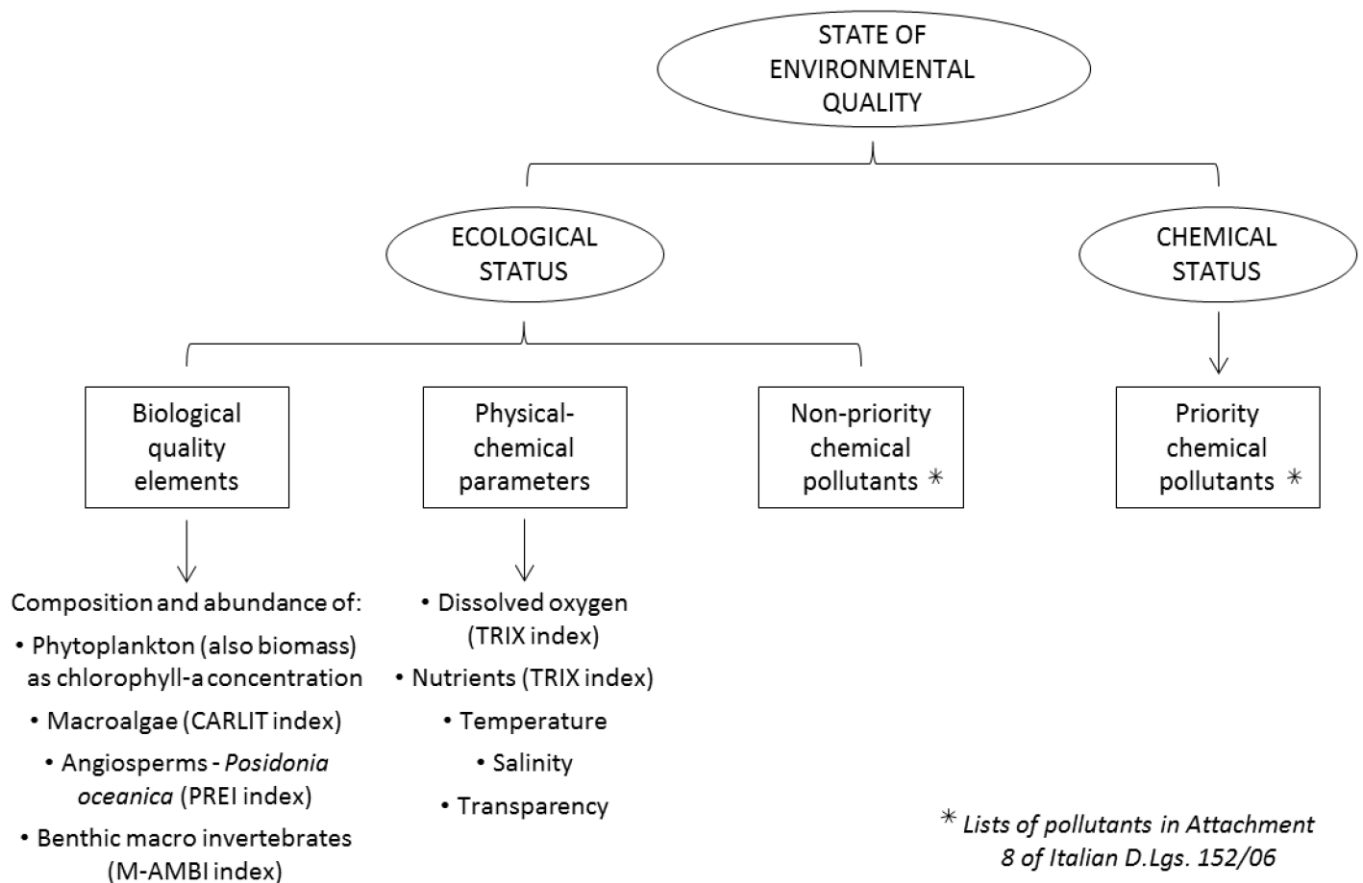 STATE OF
ENVIRONMENTAL
QUALITY
ECOLOGICAL
STATUS
CHEMICAL
STATUS
Biological
quality
elements
Physical-
chemical
parameters
Non-priority
chemical
pollutants *
Priority
chemical
pollutants *
Composition and abundance of:
• Phytoplankton (also biomass)
as chlorophyll-a concentration
• Macroalgae (CARLIT index)
• Angiosperms - Posidonia
oceanica (PREI index)
• Benthic macro invertebrates
(M-AMBI index)
• Dissolved oxygen
(TRIX index)
• Nutrients (TRIX index)
• Temperature
• Salinity
• Transparency
* Lists of pollutants in Attachment
8 of Italian D.Lgs. 152/06